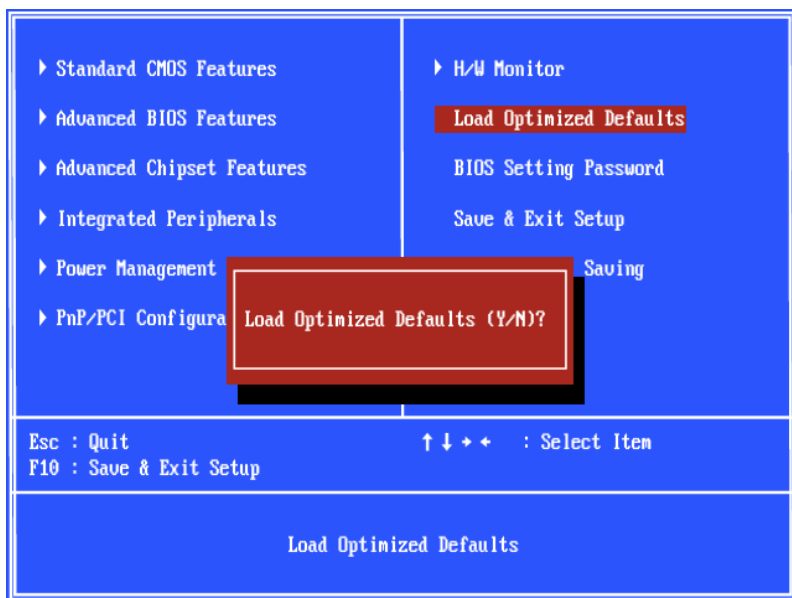 Standard CMOS Features
Advanced BIOS Features
Advanced Chipset Features
Integrated Peripherals
Power Management
PnP/PCI Configura
H/W Monitor
Load Optimized Defaults
BIOS Setting Password
Save & Exit Setup
Saving
Load Optimized Defaults (Y/N)?
Esc : Quit
F10 : Save & Exit Setup
↑ ↓ → ← : Select Item
Load Optimized Defaults